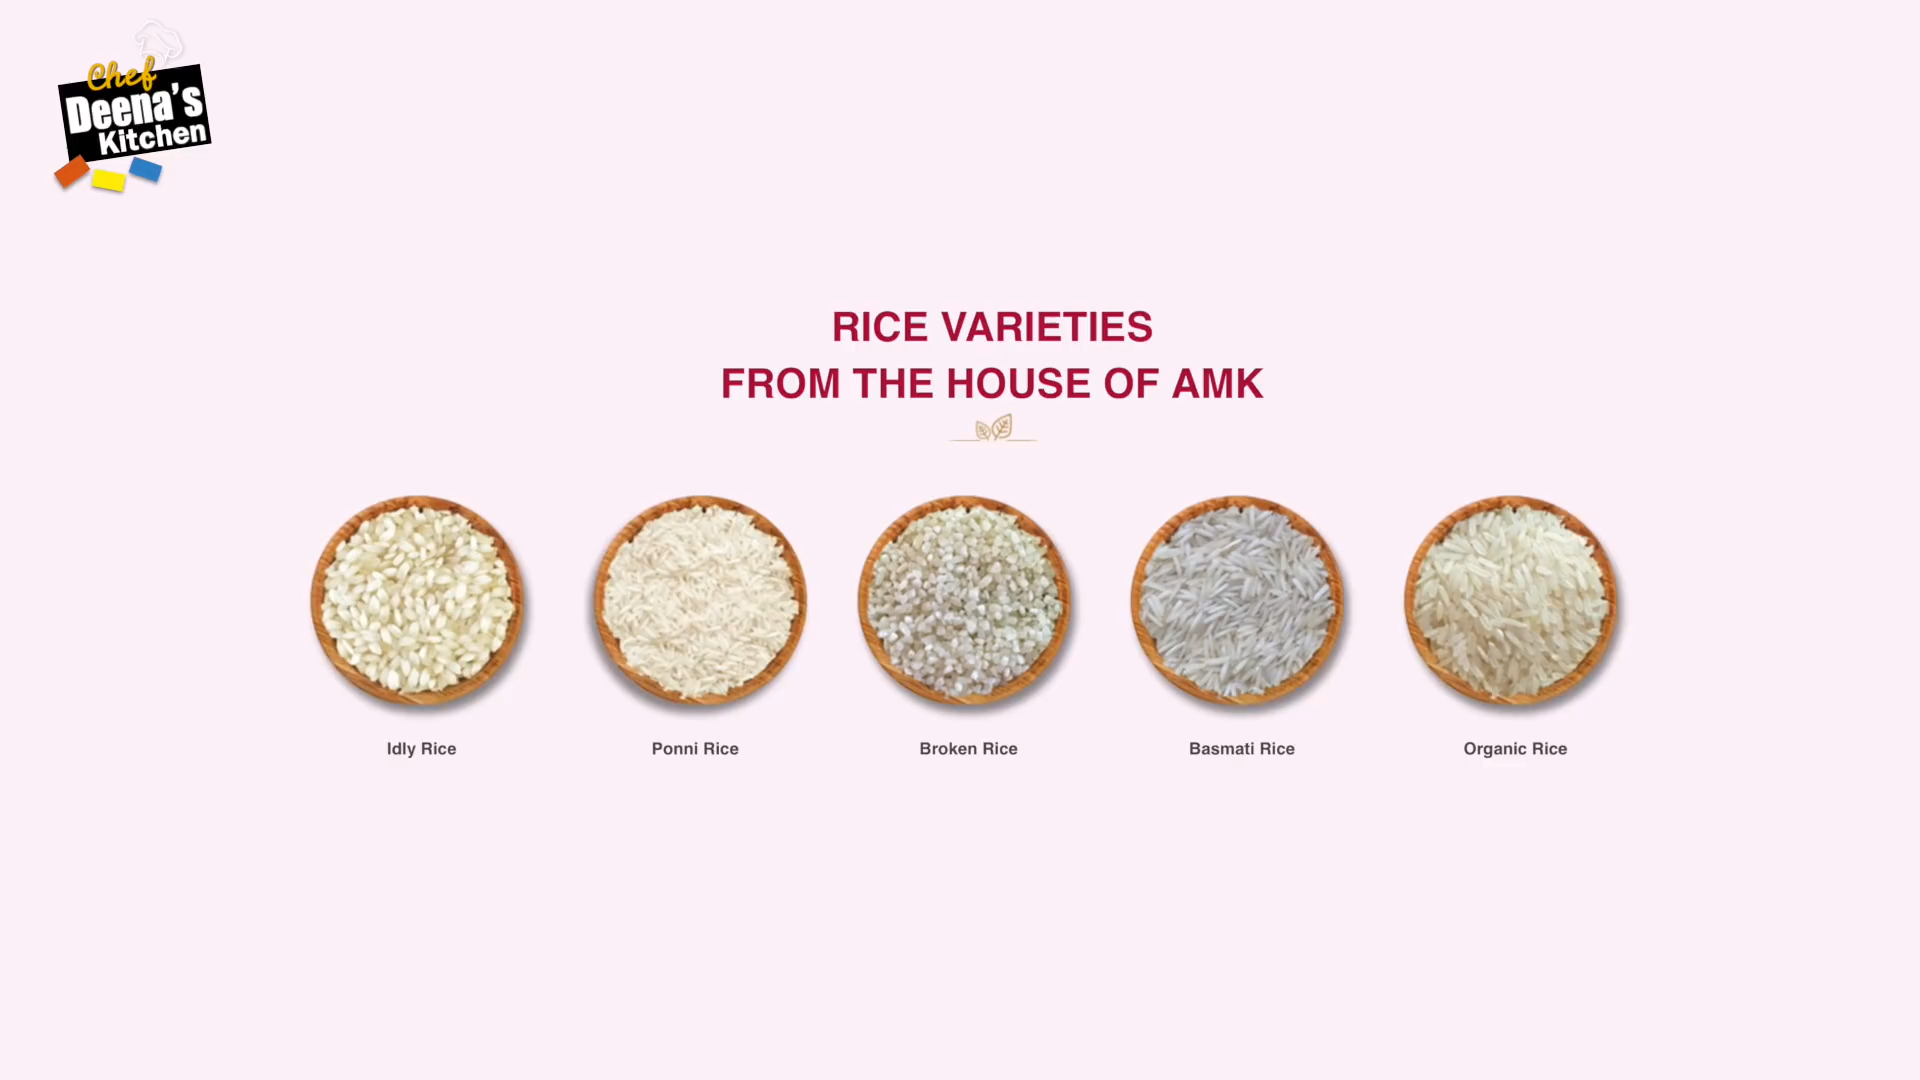 Chef
Deena's
Kitchen
RICE VARIETIES
FROM THE HOUSE OF AMK
Idly Rice
Ponni Rice
Broken Rice
Basmati Rice
Organic Rice